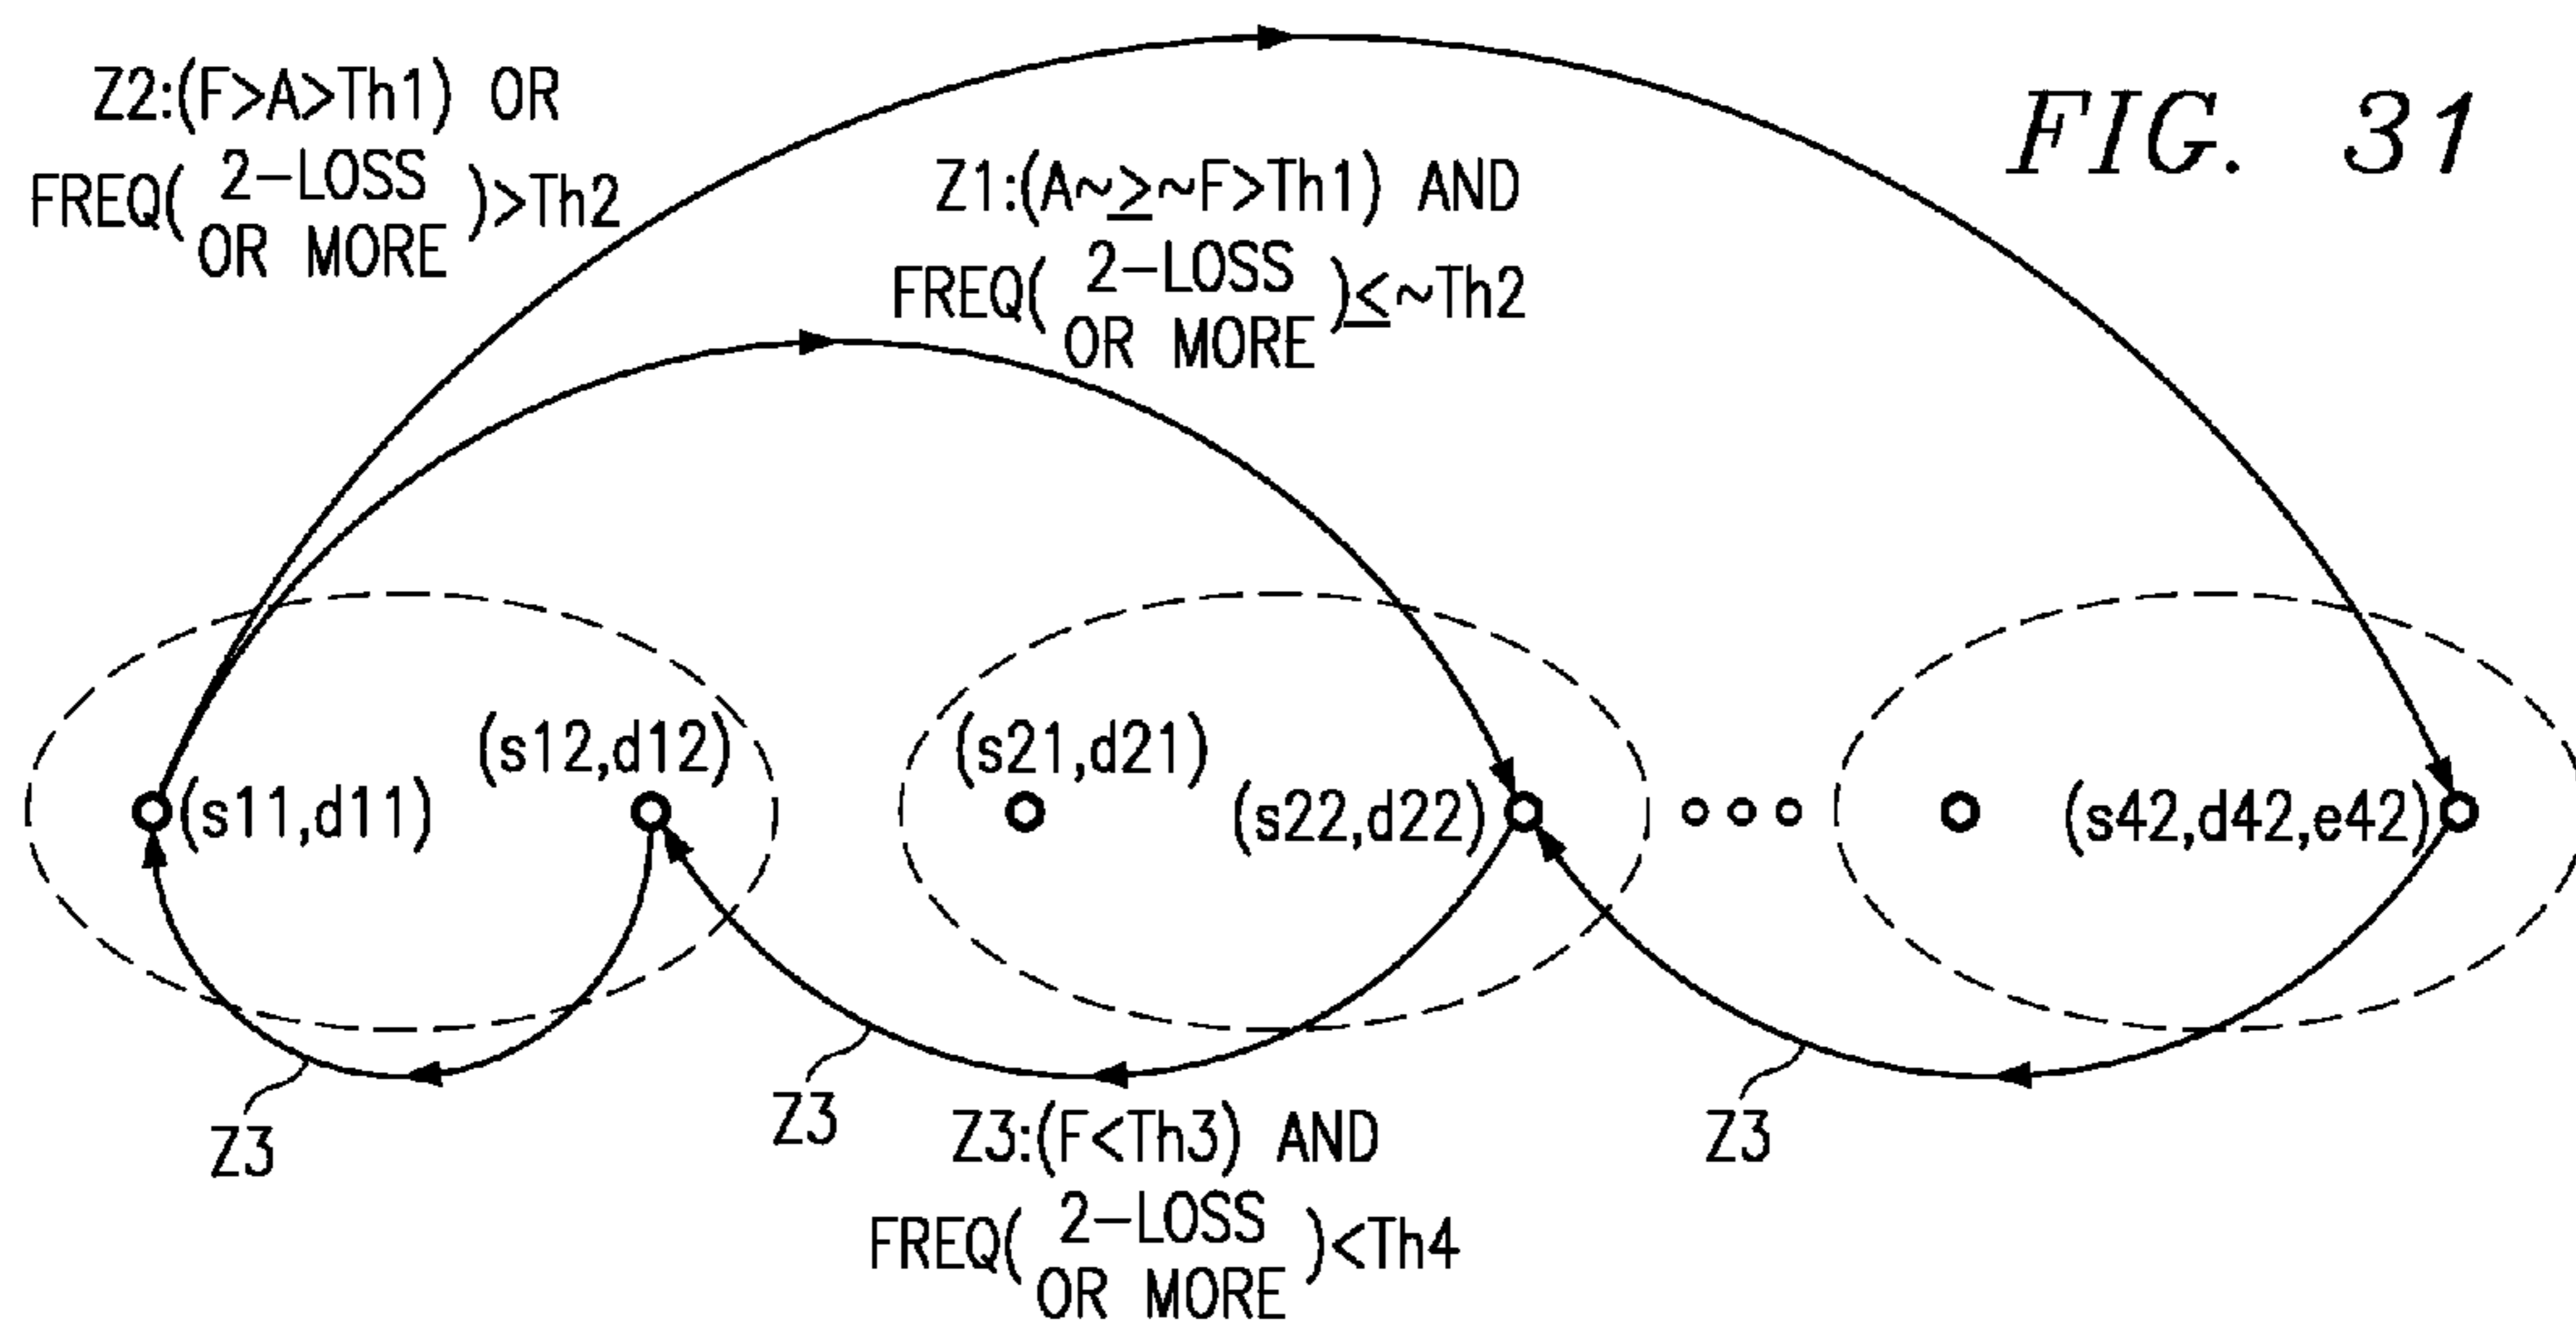 FIG. 31
Z2:(F>A>Th1) OR
FREQ( 2-LOSS OR MORE )>Th2
Z1:(A~≥~F>Th1) AND
FREQ( 2-LOSS OR MORE )≤~Th2
(s11,d11)
(s12,d12)
(s21,d21)
(s22,d22)
(s42,d42,e42)
Z3
Z3
Z3
Z3:(F<Th3) AND
FREQ( 2-LOSS OR MORE )<Th4